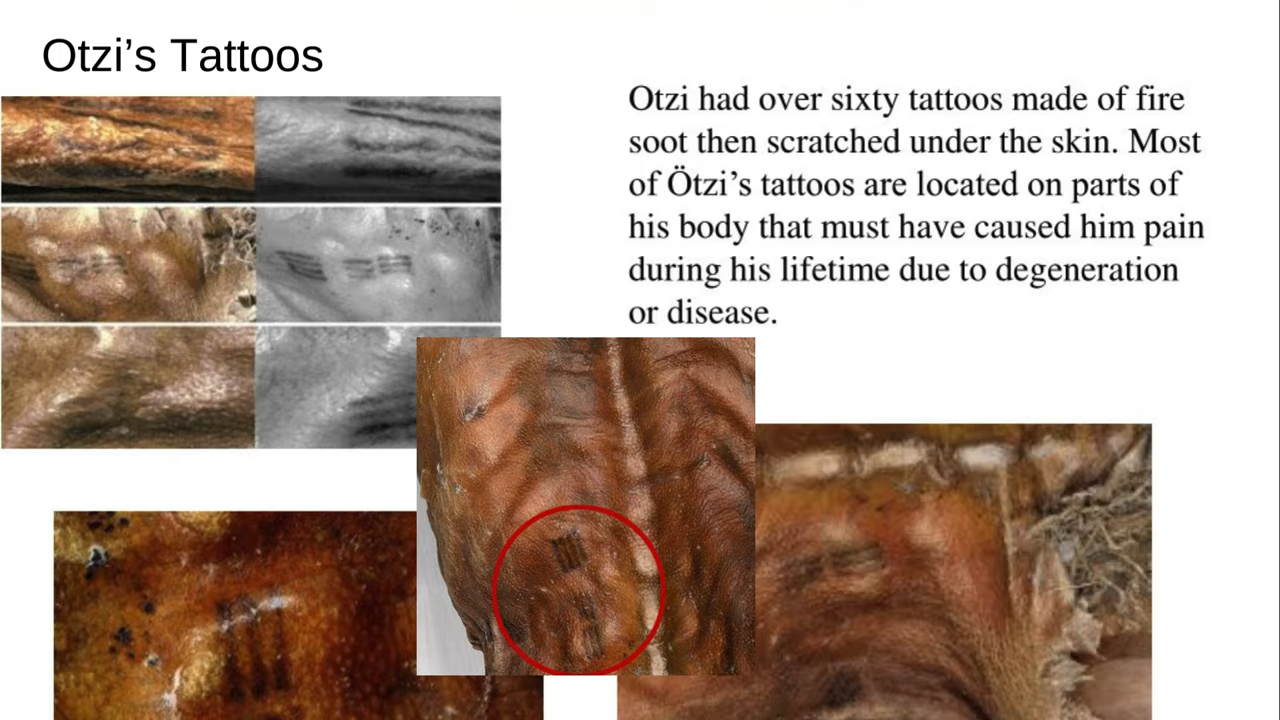 Otzi’s Tattoos
Otzi had over sixty tattoos made of fire
soot then scratched under the skin. Most
of Ötzi’s tattoos are located on parts of
his body that must have caused him pain
during his lifetime due to degeneration
or disease.